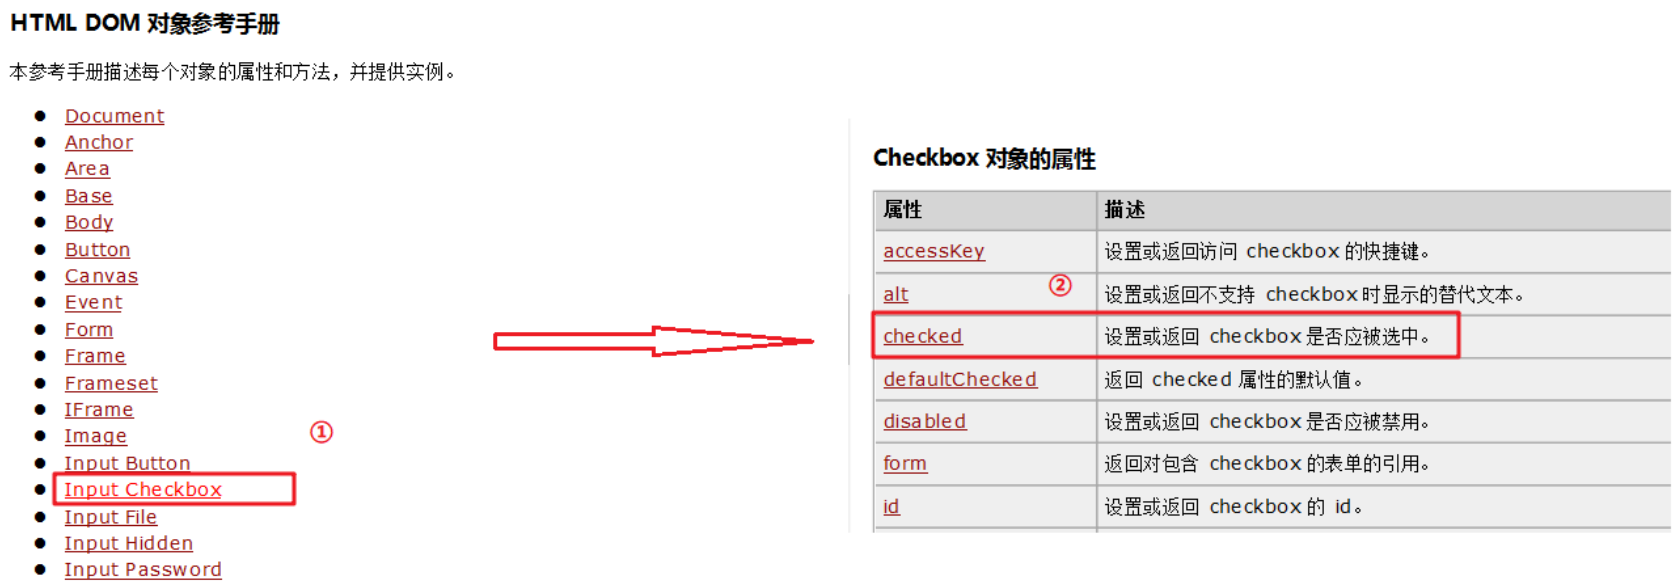 HTML DOM 对象参考手册
本参考手册描述每个对象的属性和方法，并提供实例。
Document
Anchor
Area
Base
Body
Button
Canvas
Event
Form
Frame
Frameset
IFrame
Image
①
Input Button
Input Checkbox
Input File
Input Hidden
Input Password
Checkbox 对象的属性
属性 描述
accessKey 设置或返回访问 checkbox 的快捷键。
②
alt 设置或返回不支持 checkbox 时显示的替代文本。
checked 设置或返回 checkbox 是否应被选中。
defaultChecked 返回 checked 属性的默认值。
disabled 设置或返回 checkbox 是否应被禁用。
form 返回对包含 checkbox 的表单的引用。
id 设置或返回 checkbox 的 id。